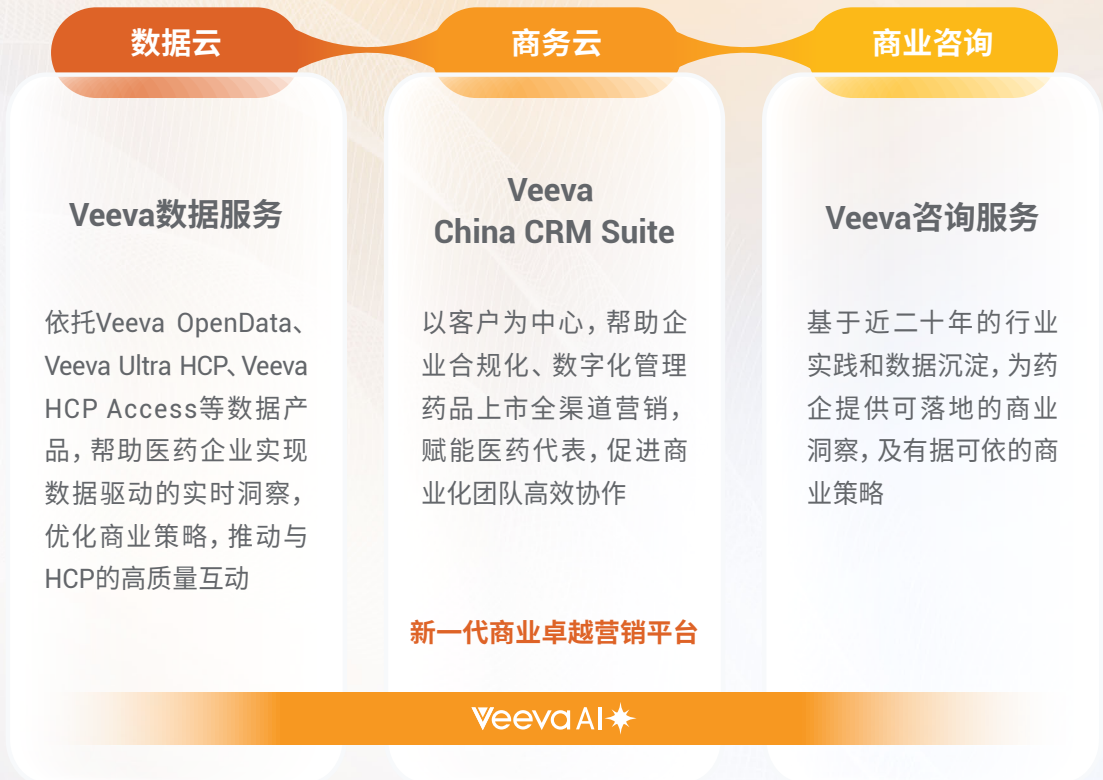 数据云
商务云
商业咨询
Veeva数据服务
依托Veeva OpenData、
Veeva Ultra HCP、Veeva
HCP Access等数据产
品，帮助医药企业实现
数据驱动的实时洞察，
优化商业策略，推动与
HCP的高质量互动
Veeva
China CRM Suite
以客户为中心，帮助企
业合规化、数字化管理
药品上市全渠道营销，
赋能医药代表，促进商
业化团队高效协作
新一代商业卓越营销平台
Veeva咨询服务
基于近二十年的行业
实践和数据沉淀，为药
企提供可落地的商业
洞察，及有据可依的商
业策略
Veeva AI